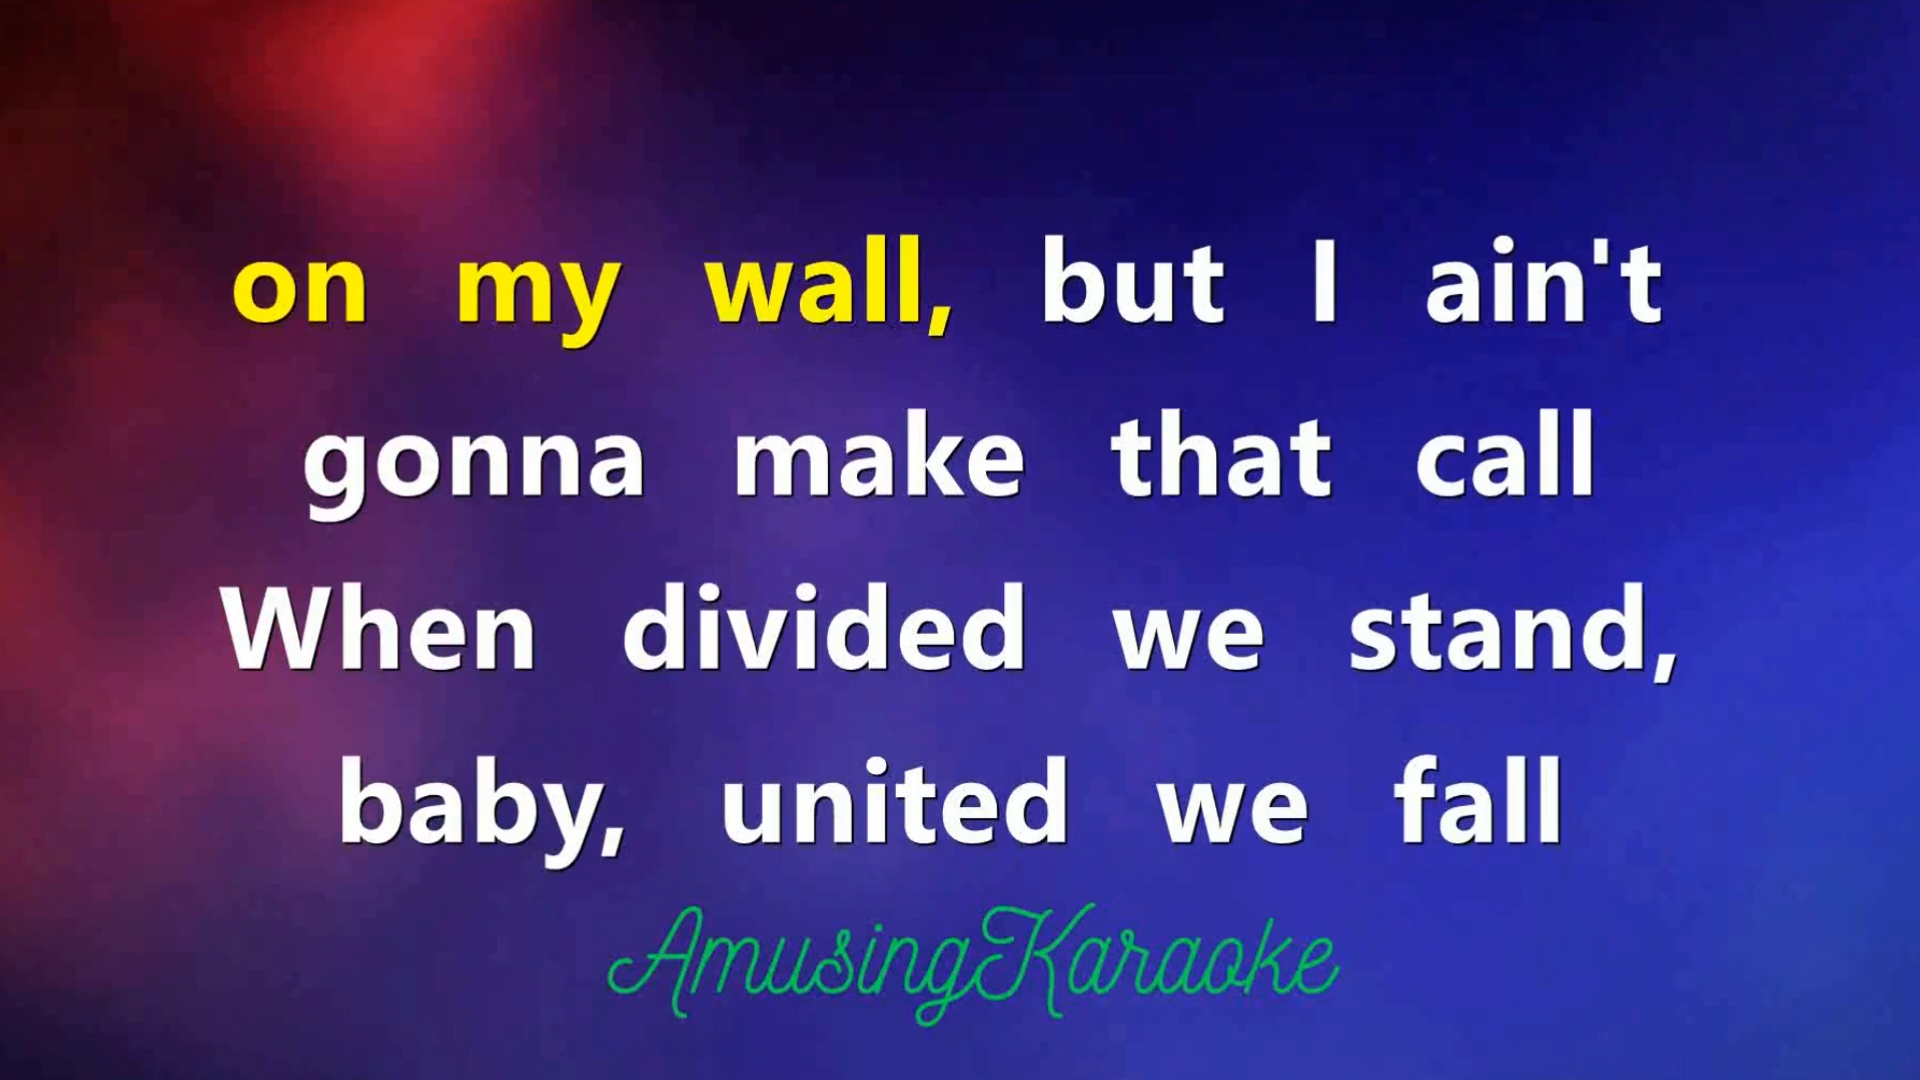 on my wall, but I ain't
gonna make that call
When divided we stand,
baby, united we fall
AmusingKaraoke